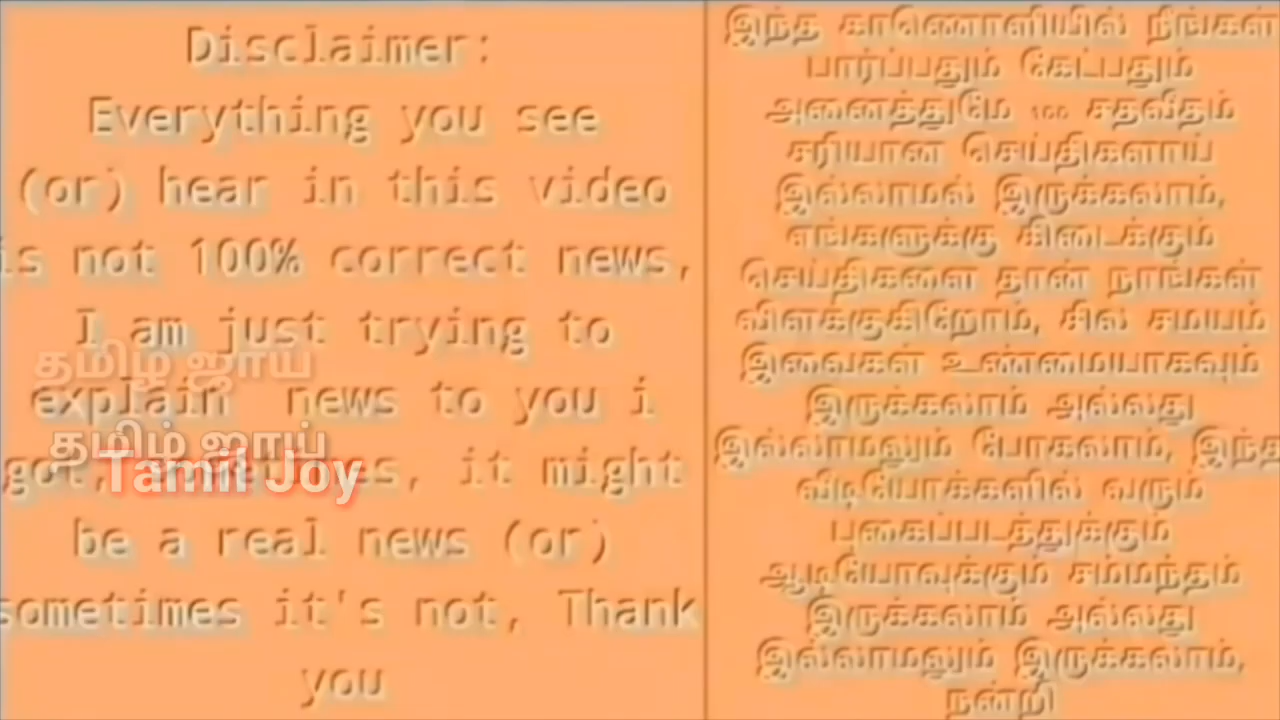 Disclaimer:
Everything you see
(or) hear in this video
is not 100% correct news,
I am just trying to
explain news to you i
got, sometimes, it might
be a real news (or)
sometimes it's not, Thank
you
தமிழ் ஜாய்
தமிழ் ஜாய்
Tamil Joy
இந்த காணொளியில் நீங்கள்
பார்ப்பதும் கேட்பதும்
அனைத்துமே 100 சதவீதம்
சரியான செய்திகளாய்
இல்லாமல் இருக்கலாம்,
எங்களுக்கு கிடைக்கும்
செய்திகளை தான் நாங்கள்
விளக்குகிறோம், சில சமயம்
இவைகள் உண்மையாகவும்
இருக்கலாம் அல்லது
இல்லாமலும் போகலாம், இந்த
வீடியோக்களில் வரும்
புகைப்படத்துக்கும்
ஆடியோவுக்கும் சம்மந்தம்
இருக்கலாம் அல்லது
இல்லாமலும் இருக்கலாம்,
நன்றி